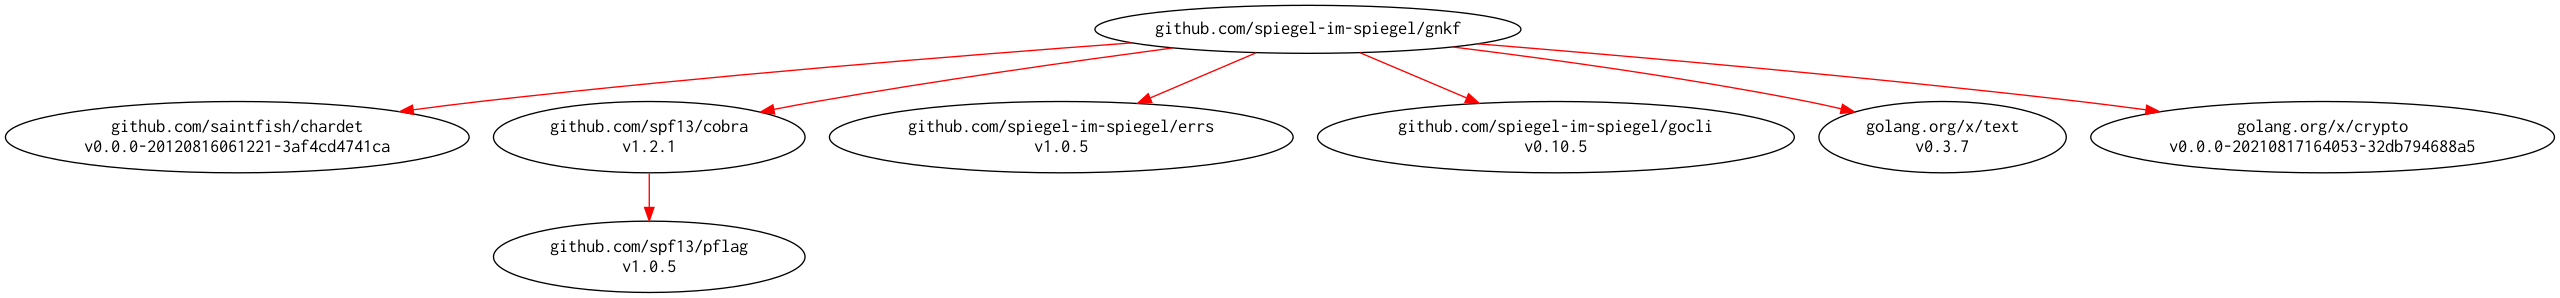 github.com/spiegel-im-spiegel/gnkf
github.com/saintfish/chardet
v0.0.0-20120816061221-3af4cd4741ca
github.com/spf13/cobra
v1.2.1
github.com/spiegel-im-spiegel/errs
v1.0.5
github.com/spiegel-im-spiegel/gocli
v0.10.5
golang.org/x/text
v0.3.7
golang.org/x/crypto
v0.0.0-20210817164053-32db794688a5
github.com/spf13/pflag
v1.0.5